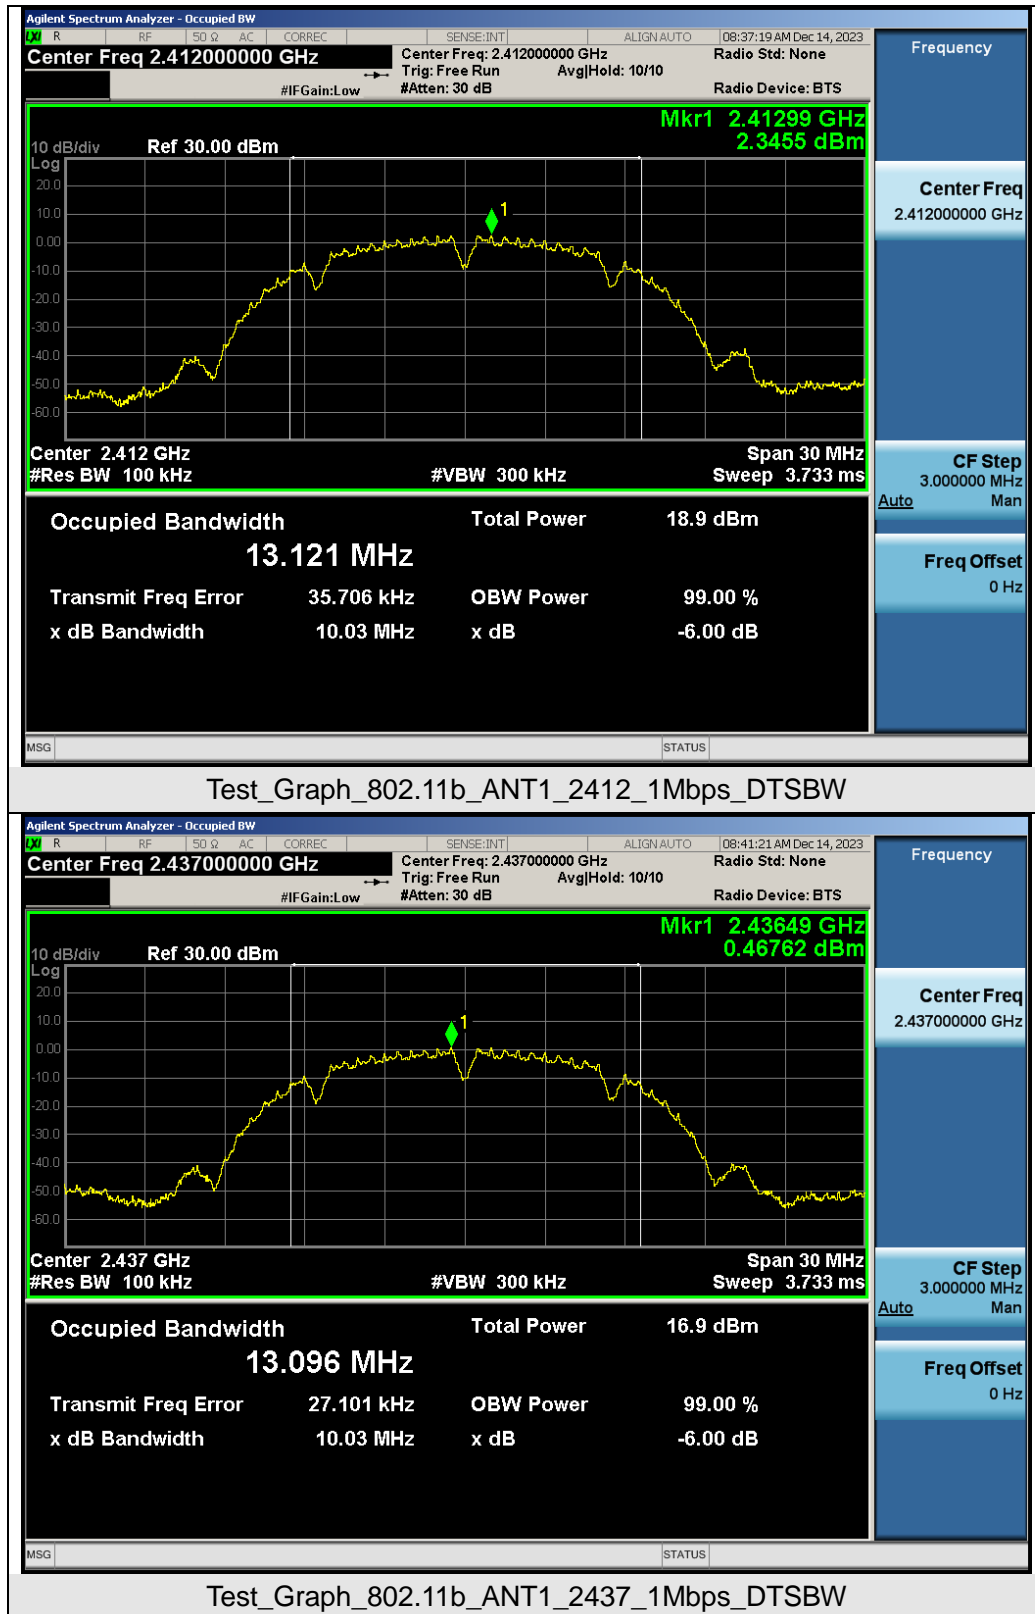 Agilent Spectrum Analyzer - Occupied BW
LXI R RF 50 Ω AC CORREC SENSE:INT ALIGN AUTO 08:37:19 AM Dec 14, 2023
Center Freq 2.412000000 GHz
Center Freq: 2.412000000 GHz Radio Std: None
Trig: Free Run Avg|Hold: 10/10
#IFGain:Low #Atten: 30 dB Radio Device: BTS
Frequency
Mkr1 2.41299 GHz
2.3455 dBm
10 dB/div Ref 30.00 dBm
Log
20.0
10.0
0.00
-10.0
-20.0
-30.0
-40.0
-50.0
-60.0
1
Center Freq
2.412000000 GHz
Center 2.412 GHz Span 30 MHz
#Res BW 100 kHz #VBW 300 kHz Sweep 3.733 ms
CF Step
3.000000 MHz
Auto Man
Occupied Bandwidth Total Power 18.9 dBm
13.121 MHz
Transmit Freq Error 35.706 kHz OBW Power 99.00 %
x dB Bandwidth 10.03 MHz x dB -6.00 dB
Freq Offset
0 Hz
MSG STATUS
Test_Graph_802.11b_ANT1_2412_1Mbps_DTSBW
Agilent Spectrum Analyzer - Occupied BW
LXI R RF 50 Ω AC CORREC SENSE:INT ALIGN AUTO 08:41:21 AM Dec 14, 2023
Center Freq 2.437000000 GHz
Center Freq: 2.437000000 GHz Radio Std: None
Trig: Free Run Avg|Hold: 10/10
#IFGain:Low #Atten: 30 dB Radio Device: BTS
Frequency
Mkr1 2.43649 GHz
0.46762 dBm
10 dB/div Ref 30.00 dBm
Log
20.0
10.0
0.00
-10.0
-20.0
-30.0
-40.0
-50.0
-60.0
1
Center Freq
2.437000000 GHz
Center 2.437 GHz Span 30 MHz
#Res BW 100 kHz #VBW 300 kHz Sweep 3.733 ms
CF Step
3.000000 MHz
Auto Man
Occupied Bandwidth Total Power 16.9 dBm
13.096 MHz
Transmit Freq Error 27.101 kHz OBW Power 99.00 %
x dB Bandwidth 10.03 MHz x dB -6.00 dB
Freq Offset
0 Hz
MSG STATUS
Test_Graph_802.11b_ANT1_2437_1Mbps_DTSBW